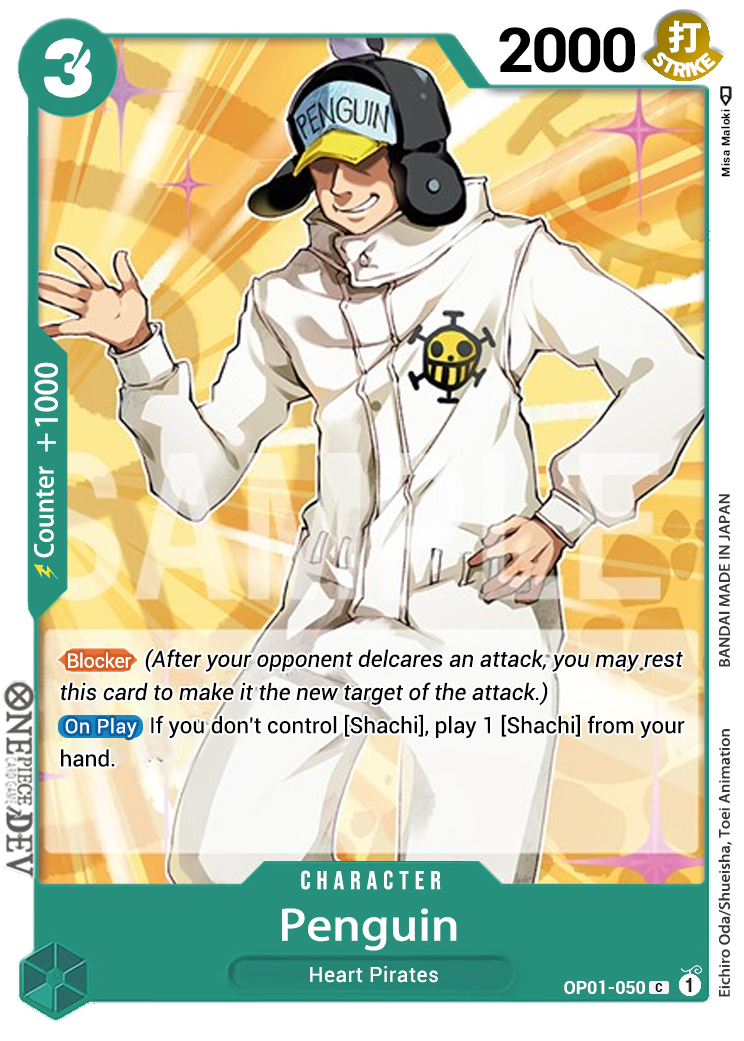 3
2000
打
STRIKE
Misa Maloki
PENGUIN
Counter +1000
SAMPLE
Blocker (After your opponent delcares an attack, you may rest
this card to make it the new target of the attack.)
On Play If you don't control [Shachi], play 1 [Shachi] from your
hand.
BANDAI MADE IN JAPAN
ONE PIECE
CARD GAME
/DEV
Eichiro Oda/Shueisha, Toei Animation
CHARACTER
Penguin
Heart Pirates
OP01-050 C 1